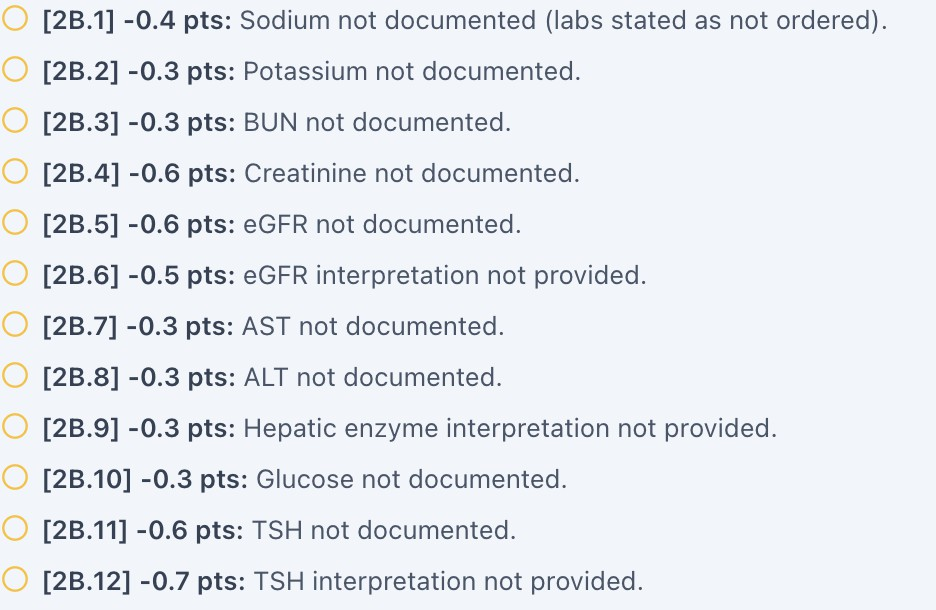 [2B.1] -0.4 pts: Sodium not documented (labs stated as not ordered).
[2B.2] -0.3 pts: Potassium not documented.
[2B.3] -0.3 pts: BUN not documented.
[2B.4] -0.6 pts: Creatinine not documented.
[2B.5] -0.6 pts: eGFR not documented.
[2B.6] -0.5 pts: eGFR interpretation not provided.
[2B.7] -0.3 pts: AST not documented.
[2B.8] -0.3 pts: ALT not documented.
[2B.9] -0.3 pts: Hepatic enzyme interpretation not provided.
[2B.10] -0.3 pts: Glucose not documented.
[2B.11] -0.6 pts: TSH not documented.
[2B.12] -0.7 pts: TSH interpretation not provided.